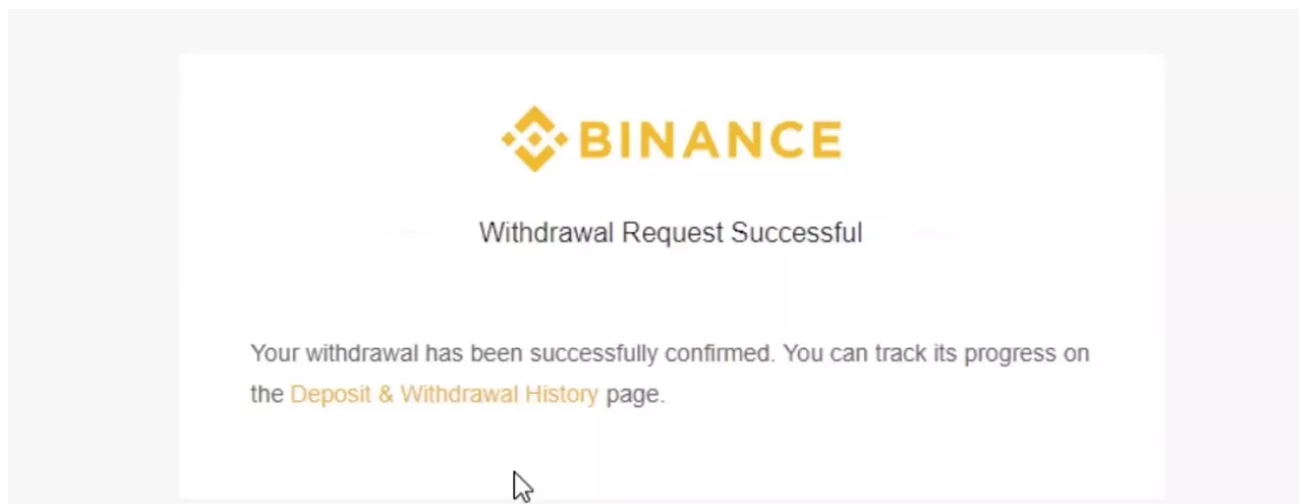 BINANCE
Withdrawal Request Successful
Your withdrawal has been successfully confirmed. You can track its progress on
the Deposit & Withdrawal History page.